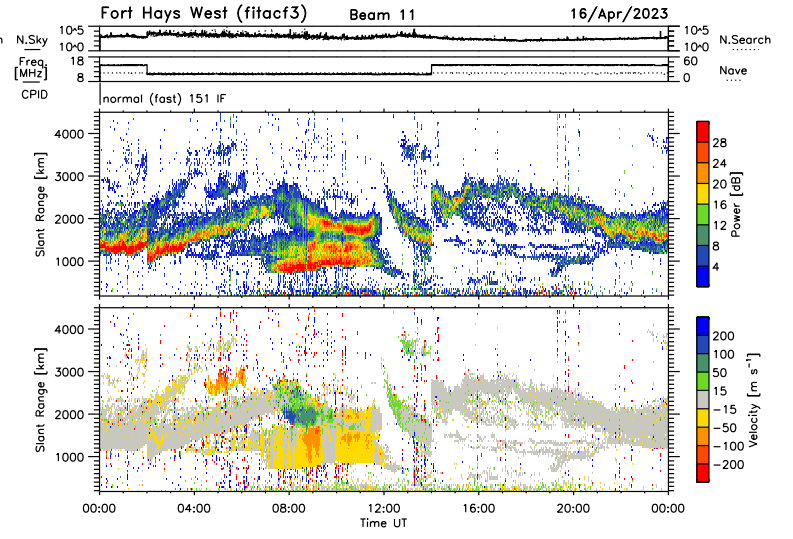 Fort Hays West (fitacf3) Beam 11 16/Apr/2023
N.Sky 10^5 10^0 10^5 10^0 N.Search
Freq. [MHz] 18 8 60 0 Nave
CPID normal (fast) 151 IF
Slant Range [km] 4000 3000 2000 1000
28 24 20 16 12 8 4 Power [dB]
Slant Range [km] 4000 3000 2000 1000
200 100 50 15 -15 -50 -100 -200 Velocity [m s⁻¹]
00:00 04:00 08:00 12:00 16:00 20:00 00:00
Time UT